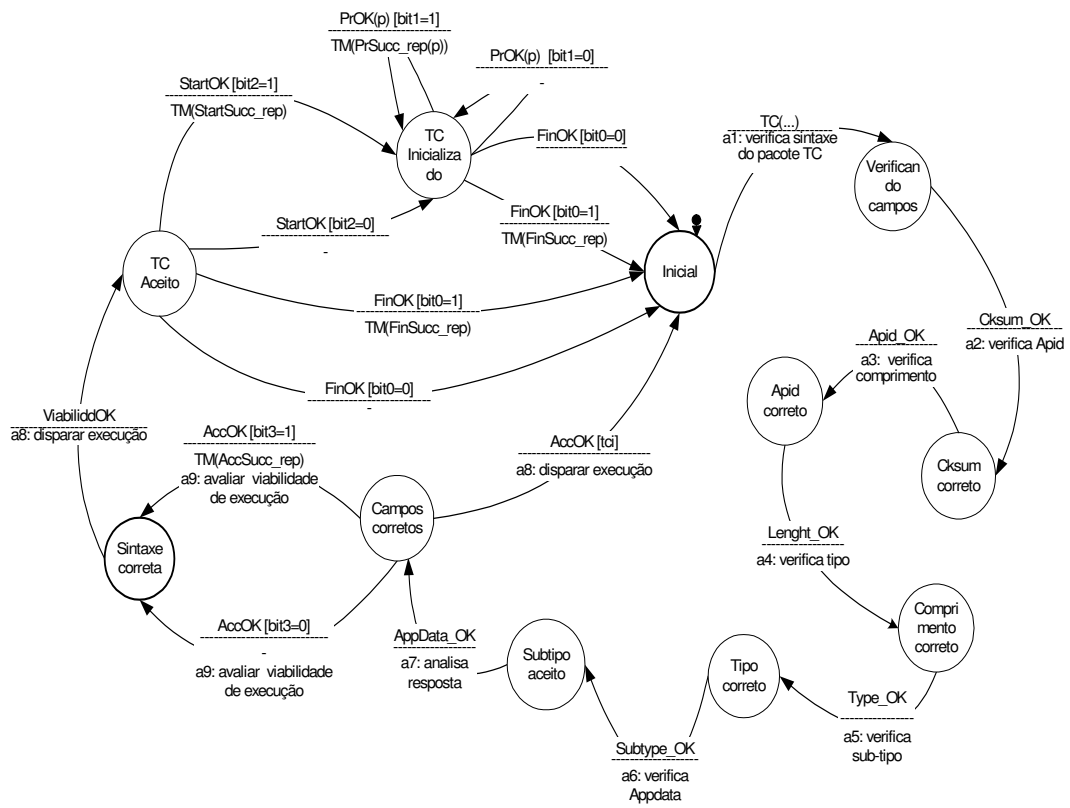 PrOK(p) [bit1=1]
TM(PrSucc_rep(p))
PrOK(p) [bit1=0]
-
StartOK [bit2=1]
TM(StartSucc_rep)
TC
Inicializa
do
FinOK [bit0=0]
TC(...)
a1: verifica sintaxe
do pacote TC
Verifican
do
campos
StartOK [bit2=0]
-
FinOK [bit0=1]
TM(FinSucc_rep)
TC
Aceito
Inicial
FinOK [bit0=1]
TM(FinSucc_rep)
Cksum_OK
a2: verifica Apid
Apid_OK
a3: verifica
comprimento
FinOK [bit0=0]
-
Apid
correto
ViabiliddOK
a8: disparar execução
AccOK [bit3=1]
TM(AccSucc_rep)
a9: avaliar viabilidade
de execução
AccOK [tci]
a8: disparar execução
Cksum
correto
Campos
corretos
Lenght_OK
a4: verifica tipo
Sintaxe
correta
AccOK [bit3=0]
-
a9: avaliar viabilidade
de execução
AppData_OK
a7: analisa
resposta
Subtipo
aceito
Tipo
correto
Compri
mento
correto
Type_OK
a5: verifica
sub-tipo
Subtype_OK
a6: verifica
Appdata